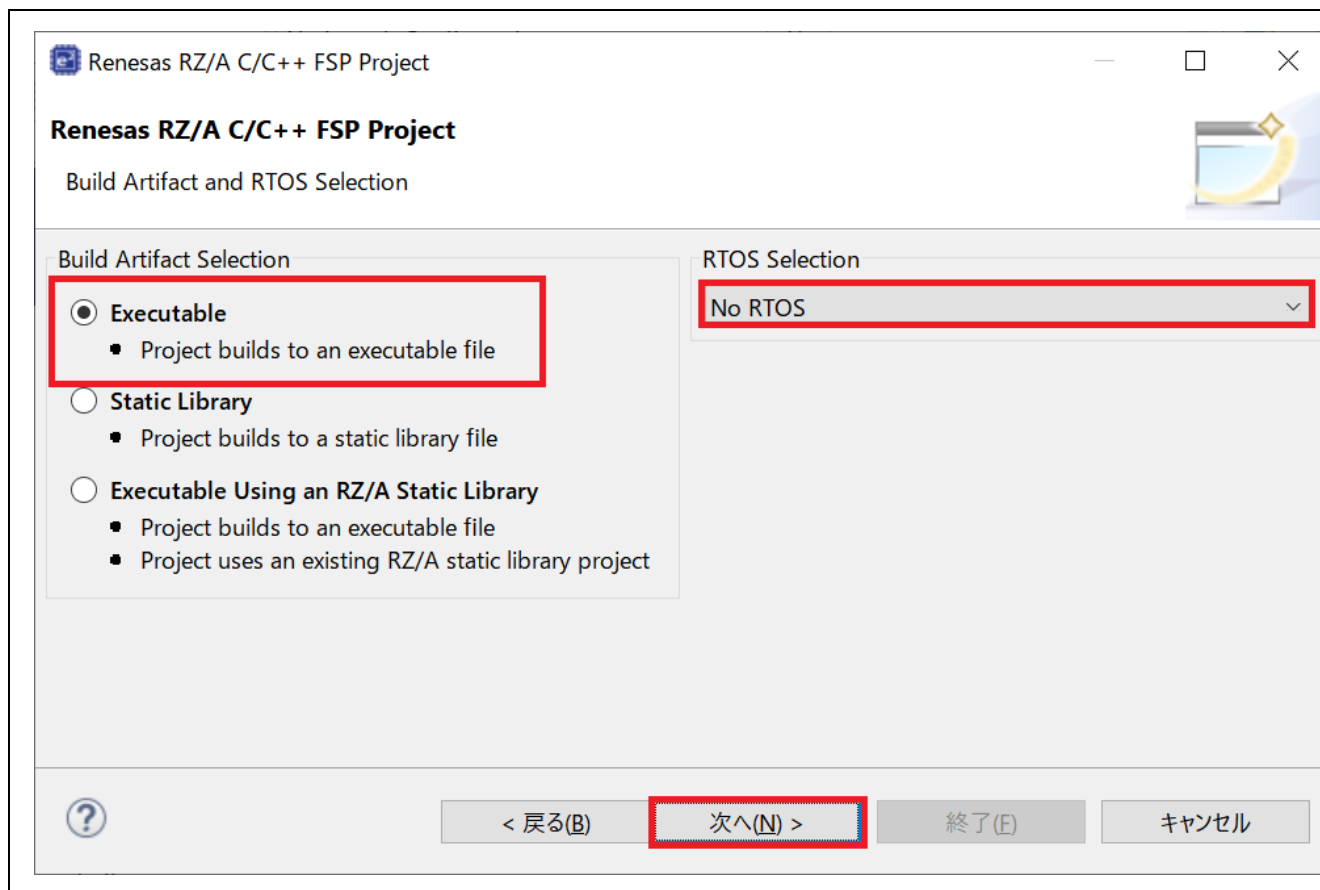 Renesas RZ/A C/C++ FSP Project
Renesas RZ/A C/C++ FSP Project
Build Artifact and RTOS Selection
Build Artifact Selection
Executable
• Project builds to an executable file
Static Library
• Project builds to a static library file
Executable Using an RZ/A Static Library
• Project builds to an executable file
• Project uses an existing RZ/A static library project
RTOS Selection
No RTOS
?
< 戻る(B)
次へ(N) >
終了(F)
キャンセル